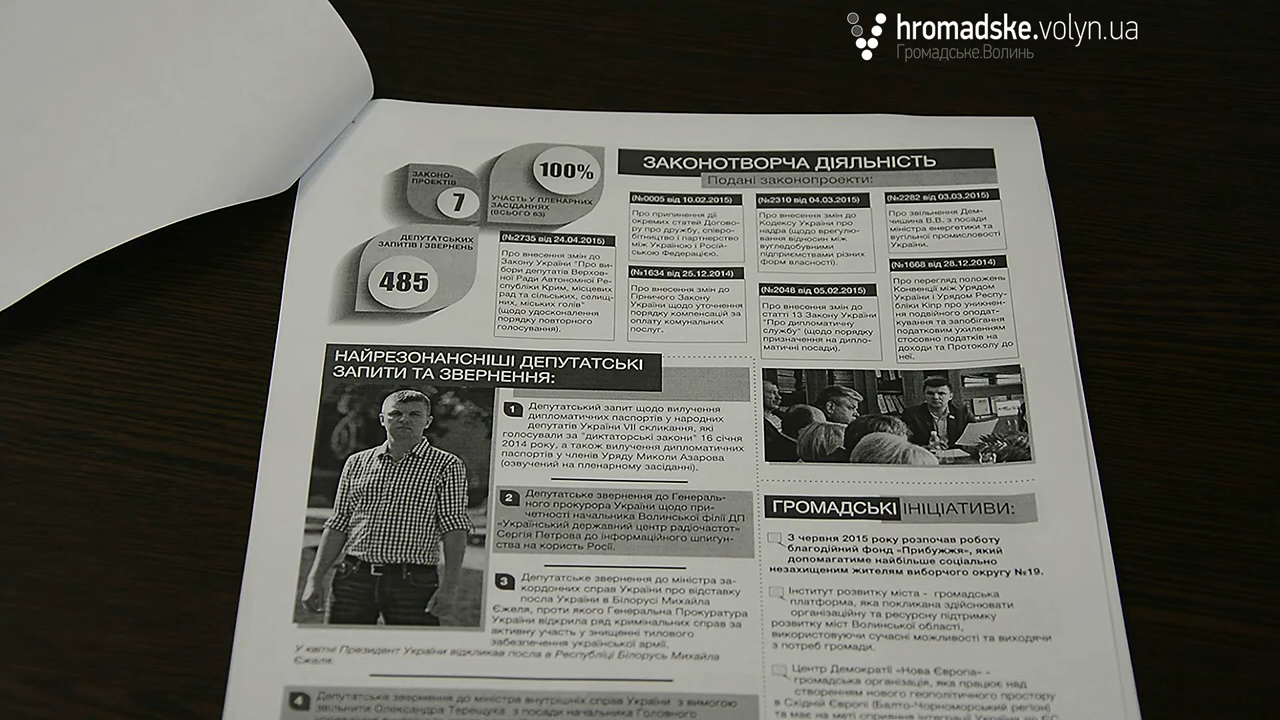 hromadske.volyn.ua
Громадське.Волинь
ЗАКОНО-
ПРОЕКТІВ
7
100%
УЧАСТЬ У ПЛЕНАРНИХ
ЗАСІДАННЯХ
(ВСЬОГО 63)
ДЕПУТАТСЬКИХ
ЗАПИТІВ І ЗВЕРНЕНЬ
485
ЗАКОНОТВОРЧА ДІЯЛЬНІСТЬ
Подані законопроекти:
(№2735 від 24.04.2015)
Про внесення змін до
Закону України "Про ви-
бори депутатів Верхов-
ної Ради Автономної Ре-
спубліки Крим, місцевих
рад та сільських, селищ-
них, міських голів"
(щодо удосконалення
порядку повторного
голосування).
(№0005 від 10.02.2015)
Про припинення дії
окремих статей Догово-
ру про дружбу, співро-
бітництво і партнерство
між Україною і Росій-
ською Федерацією.
(№1634 від 25.12.2014)
Про внесення змін до
Гірничого Закону
України щодо уточнення
порядку компенсацій за
оплату комунальних
послуг.
(№2310 від 04.03.2015)
Про внесення змін до
Кодексу України про
надра (щодо врегулю-
вання відносин між
вугледобувними
підприємствами різних
форм власності).
(№2048 від 05.02.2015)
Про внесення змін до
статті 13 Закону України
"Про дипломатичну
службу" (щодо порядку
призначення на дипло-
матичні посади).
(№2282 від 03.03.2015)
Про звільнення Дем-
чишина В.В. з посади
міністра енергетики та
вугільної промисловості
України.
(№1668 від 28.12.2014)
Про перегляд положень
Конвенції між Урядом
України і Урядом Респу-
бліки Кіпр про уникнен-
ня подвійного оподат-
кування та запобігання
податковим ухиленням
стосовно податків на
доходи та Протоколу до
неї.
НАЙРЕЗОНАНСНІШІ ДЕПУТАТСЬКІ
ЗАПИТИ ТА ЗВЕРНЕННЯ:
1 Депутатський запит щодо вилучення
дипломатичних паспортів у народних
депутатів України VII скликання, які
голосували за "диктаторські закони" 16 січня
2014 року, а також вилучення дипломатичних
паспортів у членів Уряду Миколи Азарова
(озвучений на пленарному засіданні).
2 Депутатське звернення до Генераль-
ного прокурора України щодо при-
четності начальника Волинської філії ДП
«Український державний центр радіочастот»
Сергія Петрова до інформаційного шпигун-
ства на користь Росії.
3 Депутатське звернення до міністра за-
кордонних справ України про відставку
посла України в Білорусі Михайла
Єжеля, проти якого Генеральна Прокуратура
України відкрила ряд кримінальних справ за
активну участь у знищенні тилового
забезпечення української армії.
У квітні Президент України відкликав посла в Республіці Білорусь Михайла
Єжеля.
4 Депутатське звернення до міністра внутрішніх справ України з вимогою
звільнити Олександра Терещука з посади начальника Головного
ГРОМАДСЬКІ ІНІЦІАТИВИ:
З червня 2015 року розпочав роботу
благодійний фонд «Прибужжя», який
допомагатиме найбільше соціально
незахищеним жителям виборчого округу №19.
Інститут розвитку міста - громадська
платформа, яка покликана здійснювати
організаційну та ресурсну підтримку
розвитку міст Волинської області,
використовуючи сучасні можливості та виходячи
з потреб громади.
Центр Демократії «Нова Європа» -
громадська організація, яка працює над
створенням нового геополітичного простору
в Східній Європі (Балто-Чорноморський регіон)
та має на меті сприяння інтеграції України до ЄС